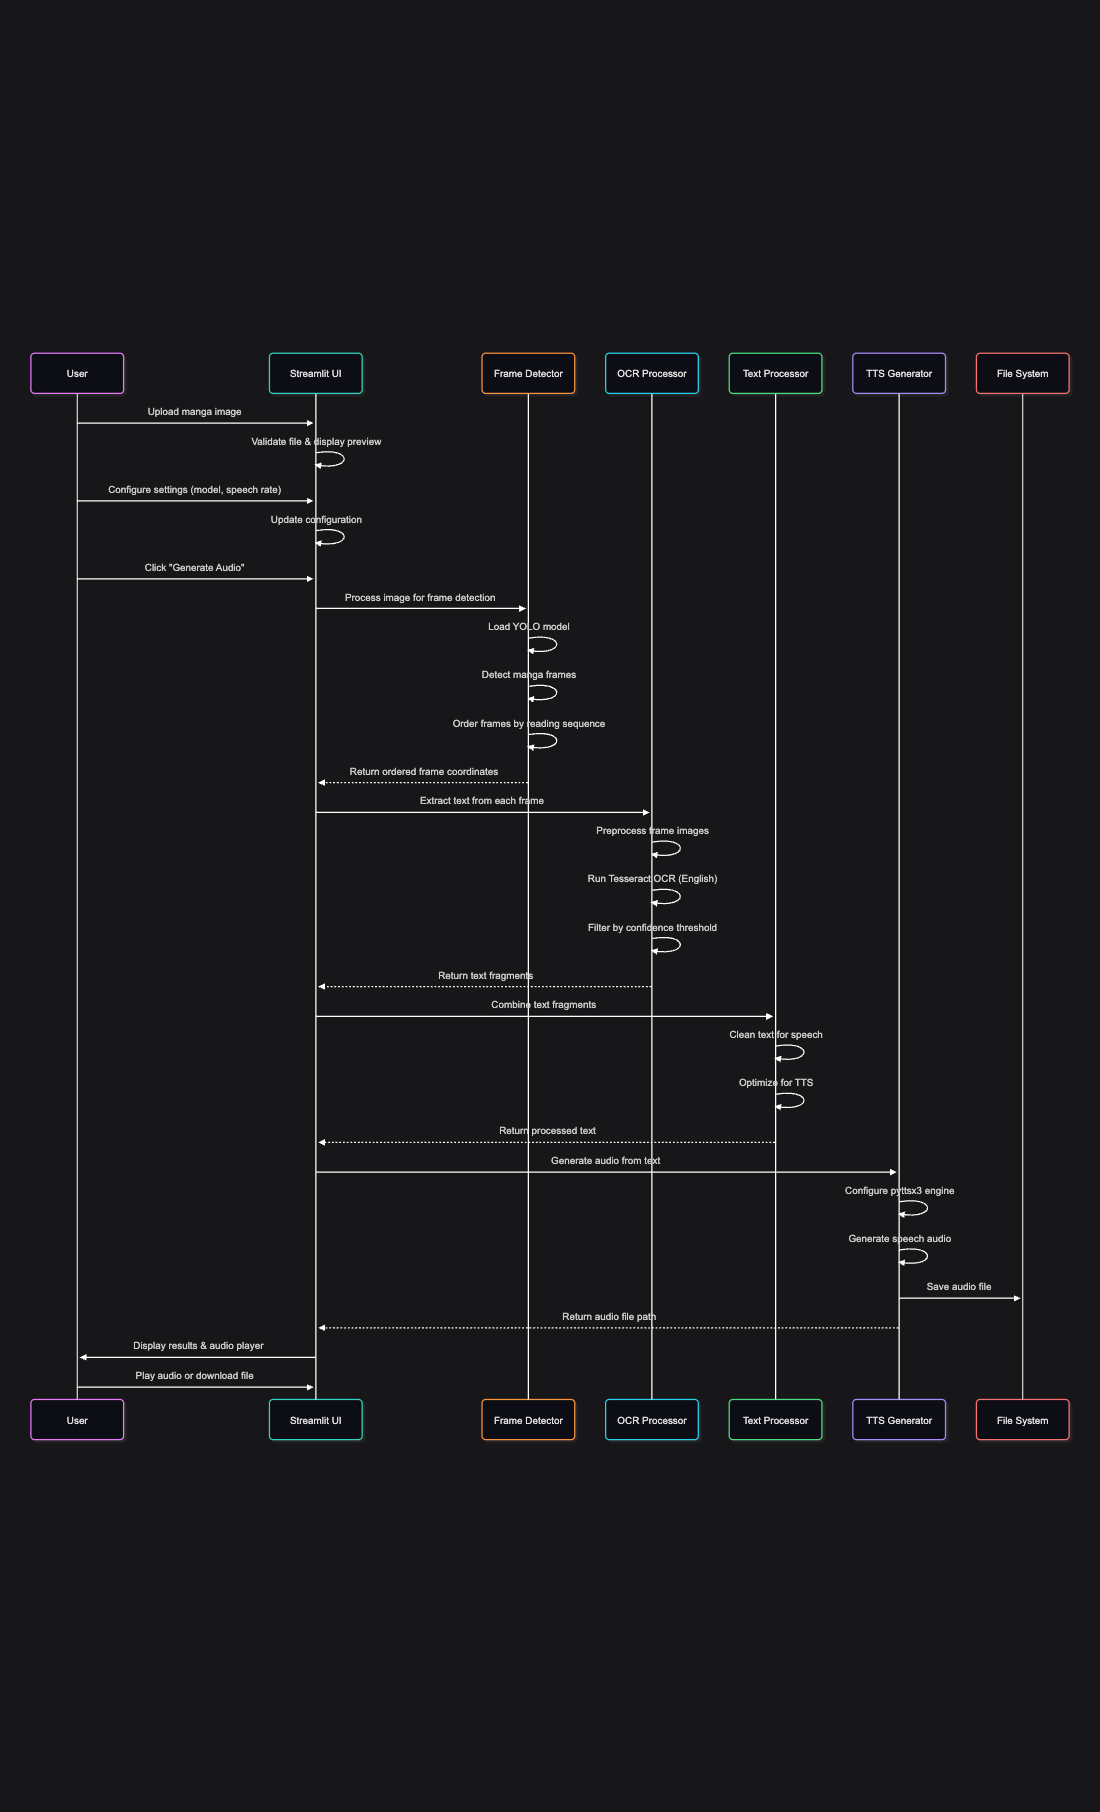 User
Streamlit UI
Frame Detector
OCR Processor
Text Processor
TTS Generator
File System
Upload manga image
Validate file & display preview
Configure settings (model, speech rate)
Update configuration
Click "Generate Audio"
Process image for frame detection
Load YOLO model
Detect manga frames
Order frames by reading sequence
Return ordered frame coordinates
Extract text from each frame
Preprocess frame images
Run Tesseract OCR (English)
Filter by confidence threshold
Return text fragments
Combine text fragments
Clean text for speech
Optimize for TTS
Return processed text
Generate audio from text
Configure pyttsx3 engine
Generate speech audio
Save audio file
Return audio file path
Display results & audio player
Play audio or download file
User
Streamlit UI
Frame Detector
OCR Processor
Text Processor
TTS Generator
File System